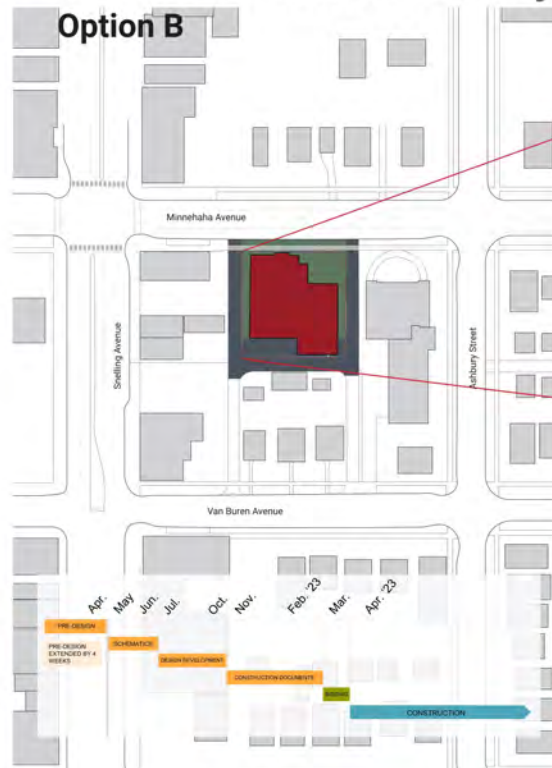 Option B
Minnehaha Avenue
Snelling Avenue
Ashbury Street
Van Buren Avenue
Apr. May Jun. Jul. Oct. Nov. Feb. '23 Mar. Apr. '23
PRE-DESIGN
PRE-DESIGN
EXTENDED BY 4
WEEKS
SCHEMATICS
DESIGN DEVELOPMENT
CONSTRUCTION DOCUMENTS
BIDDING
CONSTRUCTION